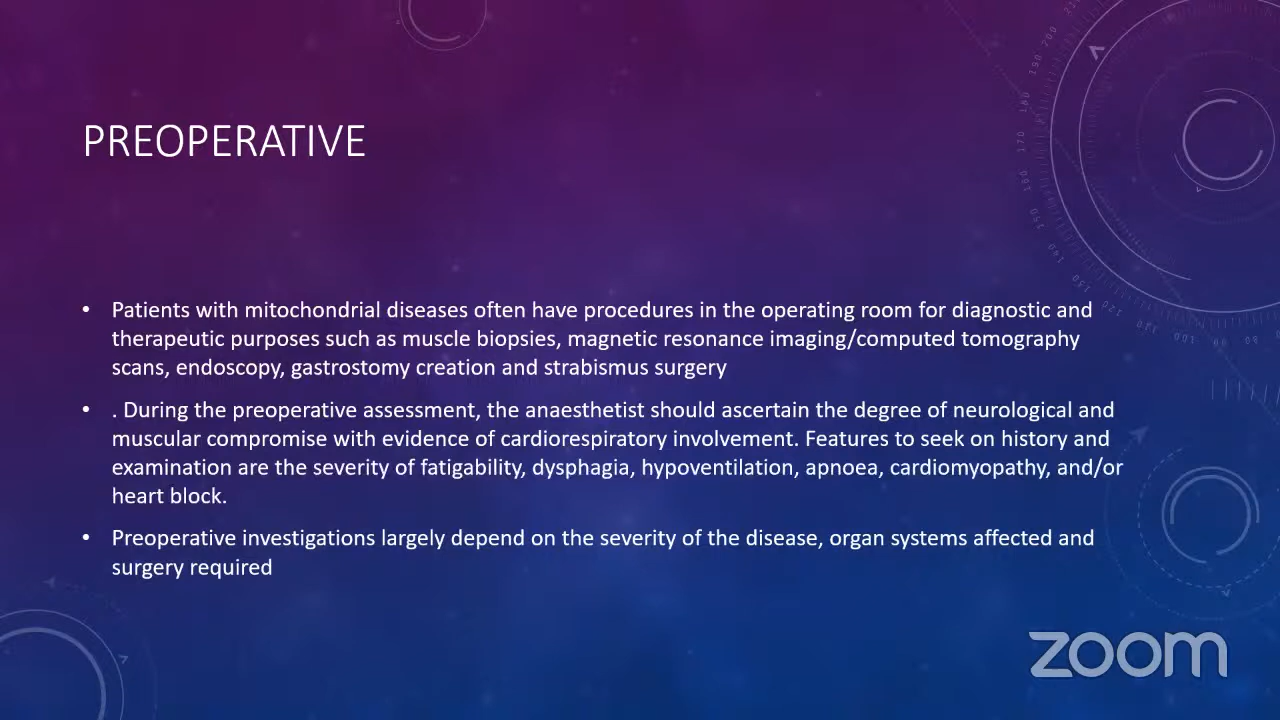 PREOPERATIVE
• Patients with mitochondrial diseases often have procedures in the operating room for diagnostic and
therapeutic purposes such as muscle biopsies, magnetic resonance imaging/computed tomography
scans, endoscopy, gastrostomy creation and strabismus surgery
• . During the preoperative assessment, the anaesthetist should ascertain the degree of neurological and
muscular compromise with evidence of cardiorespiratory involvement. Features to seek on history and
examination are the severity of fatigability, dysphagia, hypoventilation, apnoea, cardiomyopathy, and/or
heart block.
• Preoperative investigations largely depend on the severity of the disease, organ systems affected and
surgery required
zoom